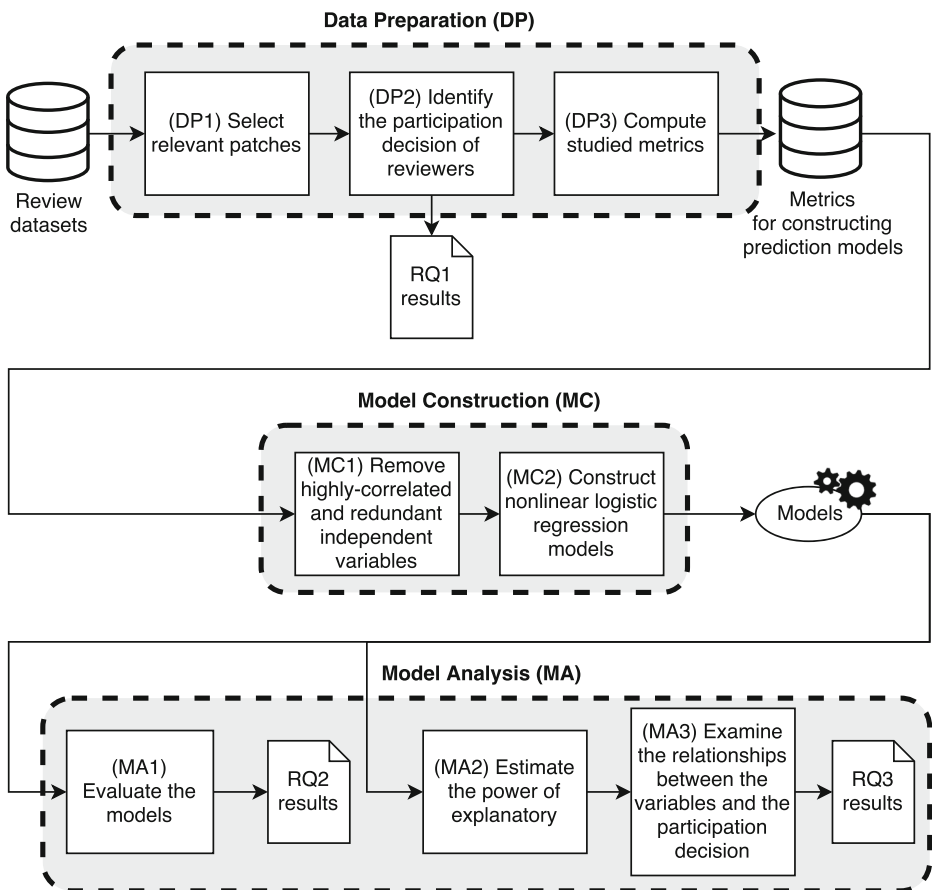 Data Preparation (DP)
Review
datasets
(DP1) Select
relevant patches
(DP2) Identify
the participation
decision of
reviewers
(DP3) Compute
studied metrics
Metrics
for constructing
prediction models
RQ1
results
Model Construction (MC)
(MC1) Remove
highly-correlated
and redundant
independent
variables
(MC2) Construct
nonlinear logistic
regression
models
Models
Model Analysis (MA)
(MA1)
Evaluate the
models
RQ2
results
(MA2) Estimate
the power of
explanatory
(MA3) Examine
the relationships
between the
variables and the
participation
decision
RQ3
results